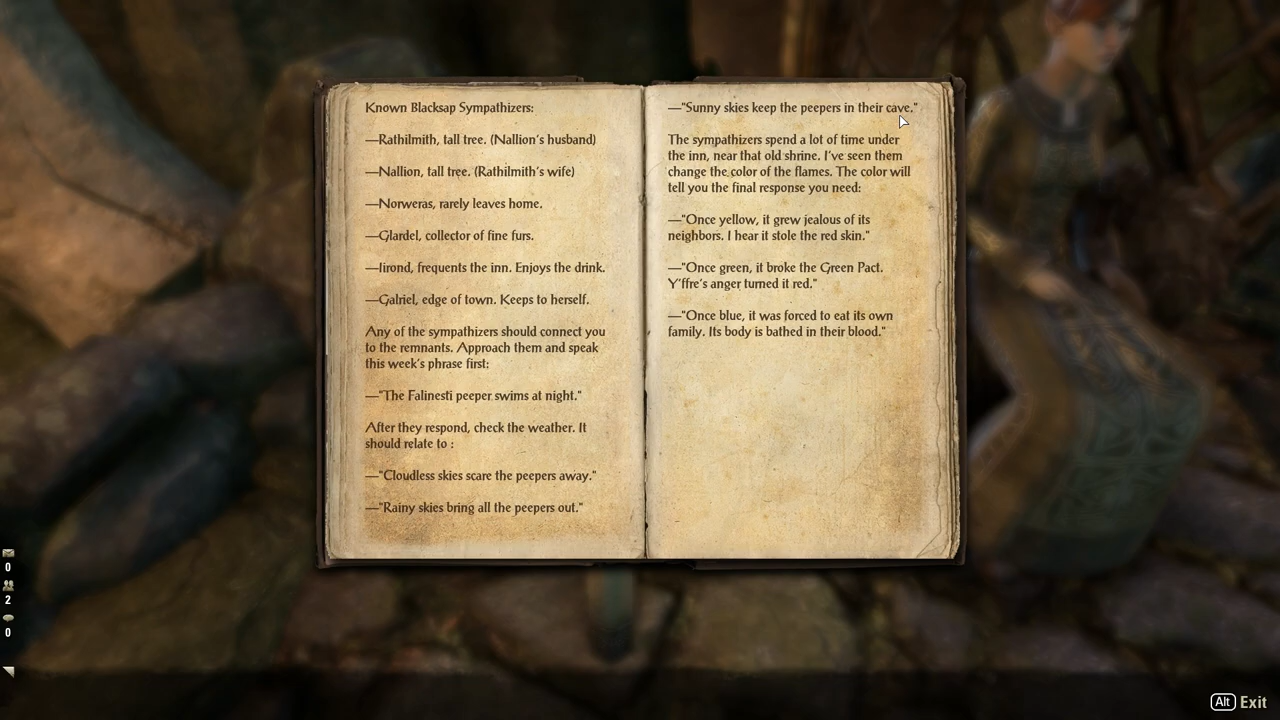 Known Blacksap Sympathizers:
—Rathilmith, tall tree. (Nallion's husband)
—Nallion, tall tree. (Rathilmith's wife)
—Norweras, rarely leaves home.
—Glardel, collector of fine furs.
—Iirond, frequents the inn. Enjoys the drink.
—Galriel, edge of town. Keeps to herself.
Any of the sympathizers should connect you
to the remnants. Approach them and speak
this week's phrase first:
—"The Falinesti peeper swims at night."
After they respond, check the weather. It
should relate to :
—"Cloudless skies scare the peepers away."
—"Rainy skies bring all the peepers out."
—"Sunny skies keep the peepers in their cave."
The sympathizers spend a lot of time under
the inn, near that old shrine. I've seen them
change the color of the flames. The color will
tell you the final response you need:
—"Once yellow, it grew jealous of its
neighbors. I hear it stole the red skin."
—"Once green, it broke the Green Pact.
Y'ffre's anger turned it red."
—"Once blue, it was forced to eat its own
family. Its body is bathed in their blood."
0
2
0
Alt Exit